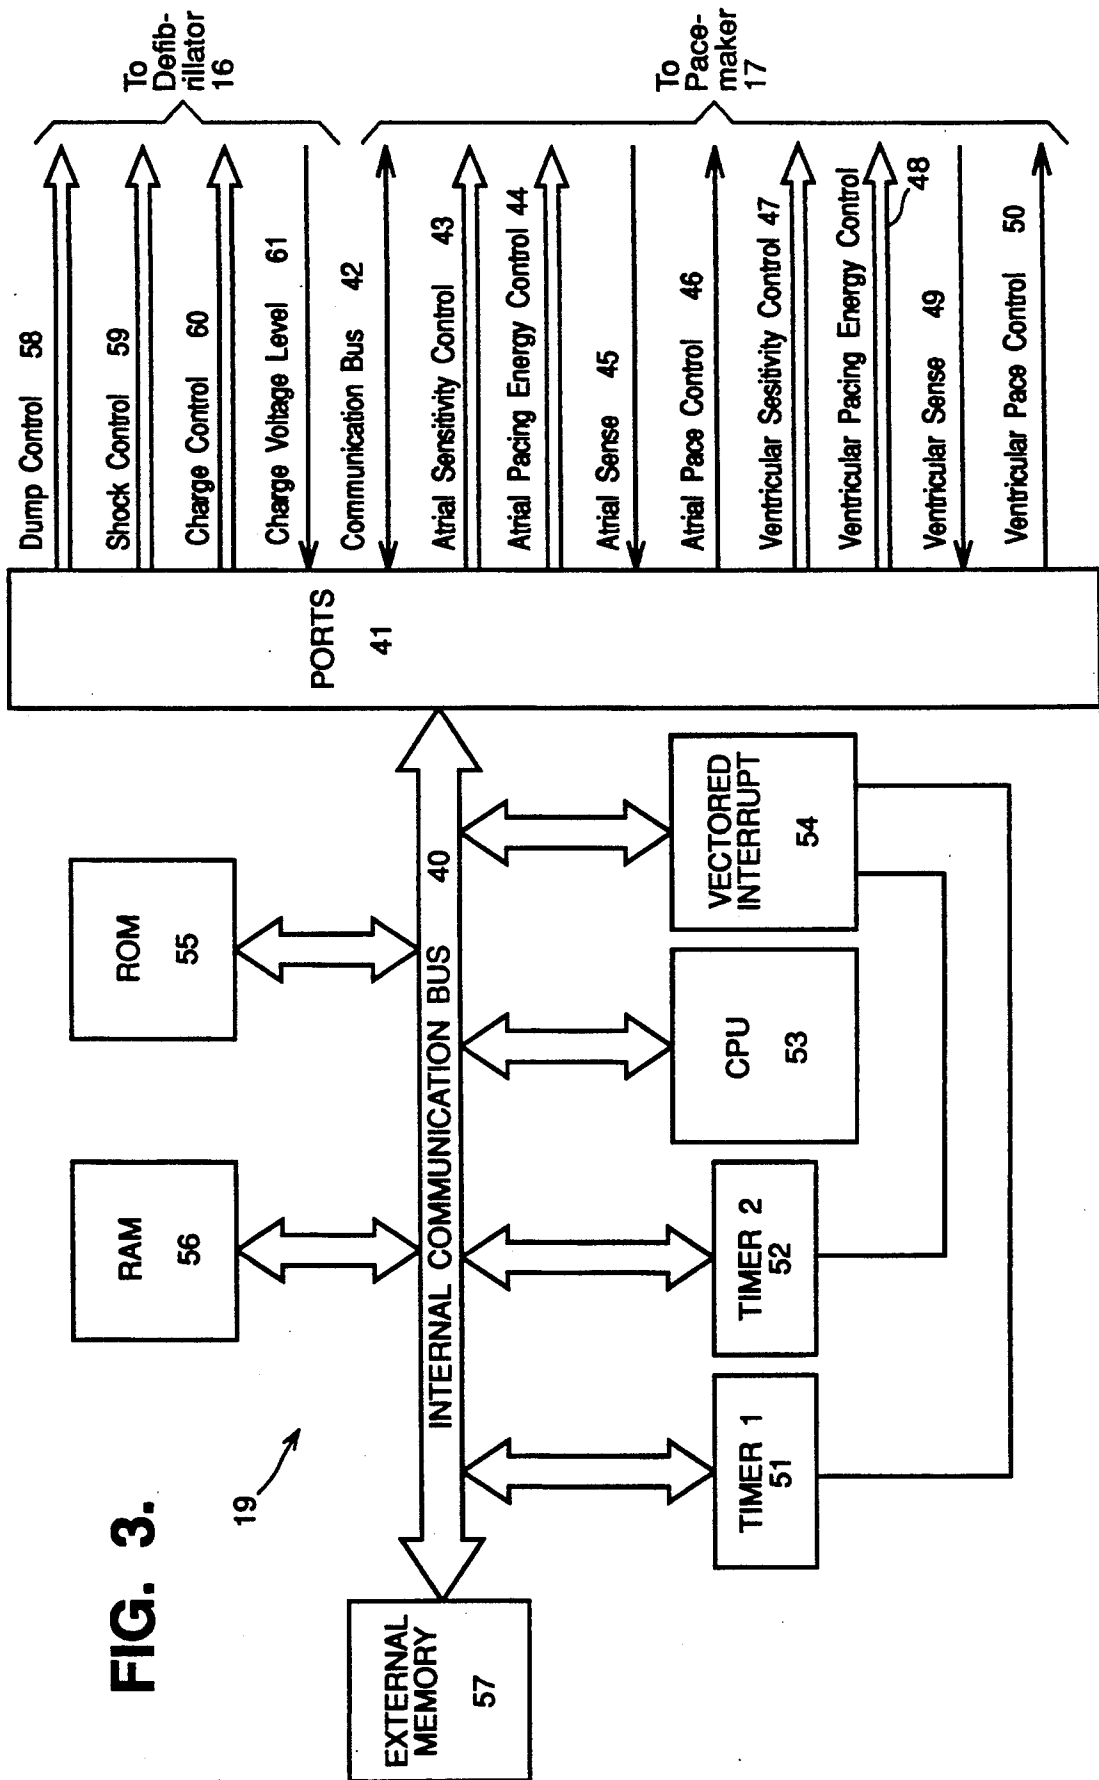 FIG. 3.
19
EXTERNAL
MEMORY
57
RAM
56
ROM
55
INTERNAL COMMUNICATION BUS 40
TIMER 1
51
TIMER 2
52
CPU
53
VECTORED
INTERRUPT
54
PORTS
41
Dump Control 58
Shock Control 59
Charge Control 60
Charge Voltage Level 61
Communication Bus 42
Atrial Sensitivity Control 43
Atrial Pacing Energy Control 44
Atrial Sense 45
Atrial Pace Control 46
Ventricular Sesitivity Control 47
Ventricular Pacing Energy Control
48
Ventricular Sense 49
Ventricular Pace Control 50
To
Defib-
rillator
16
To
Pace-
maker
17